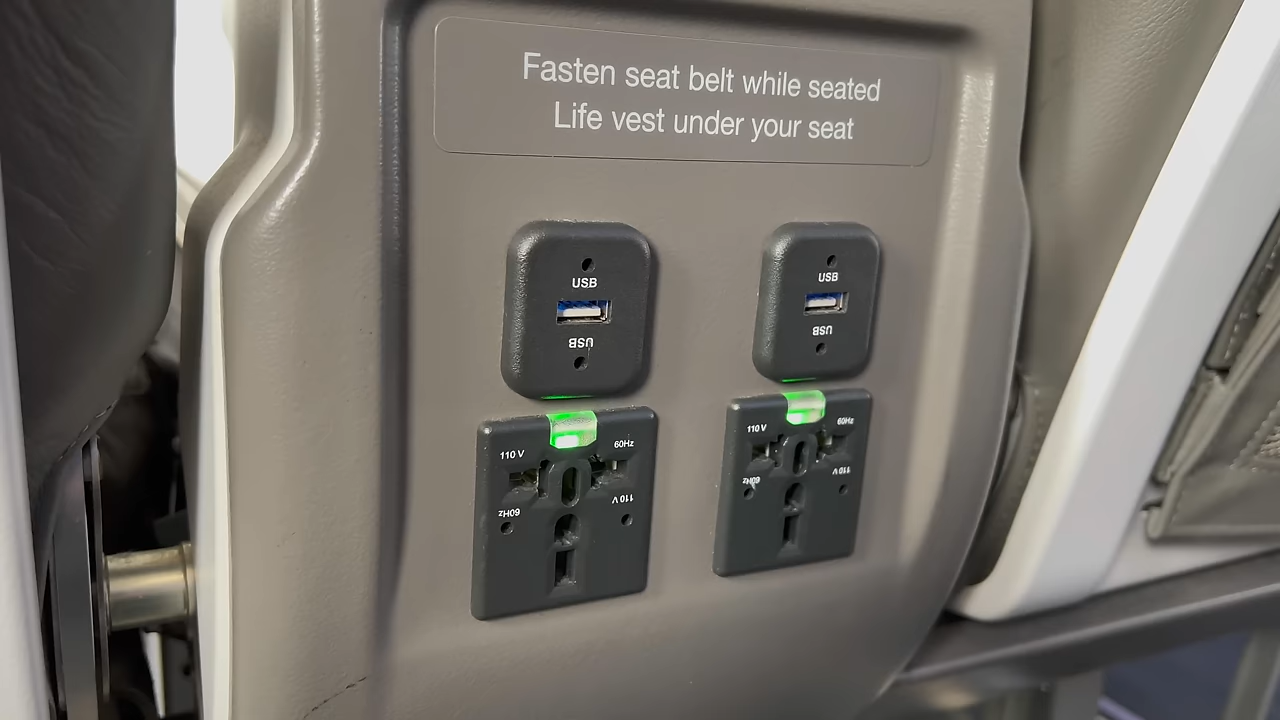 Fasten seat belt while seated
Life vest under your seat
USB
USB
USB
USB
110 V
60Hz
60Hz
110 V
110 V
60Hz
60Hz
110 V